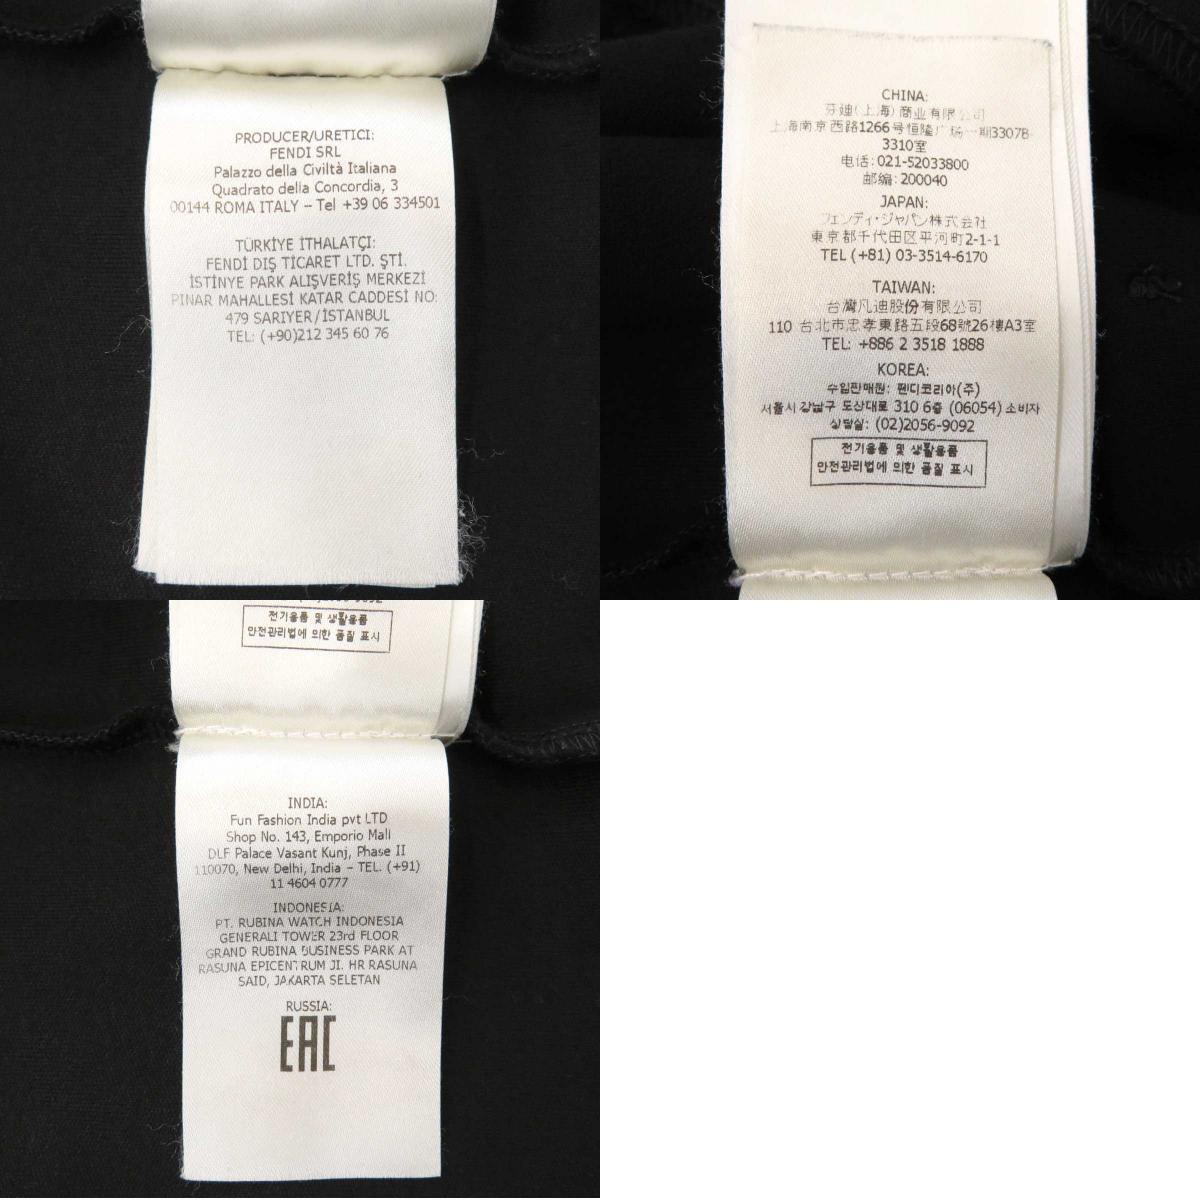 PRODUCER/URETICI:
FENDI SRL
Palazzo della Civiltà Italiana
Quadrato della Concordia, 3
00144 ROMA ITALY – Tel +39 06 334501
TÜRKİYE İTHALATÇI:
FENDİ DIŞ TİCARET LTD. ŞTİ.
İSTİNYE PARK ALIŞVERİŞ MERKEZİ
PINAR MAHALLESİ KATAR CADDESİ NO:
479 SARIYER/İSTANBUL
TEL: (+90)212 345 60 76
CHINA:
芬迪(上海)商业有限公司
上海南京西路1266号恒隆广场一期3307B-
3310室
电话: 021-52033800
邮编: 200040
JAPAN:
フェンディ・ジャパン株式会社
東京都千代田区平河町2-1-1
TEL (+81) 03-3514-6170
TAIWAN:
台灣凡迪股份有限公司
110 台北市忠孝東路五段68號26樓A3室
TEL: +886 2 3518 1888
KOREA:
수입판매원: 펜디코리아(주)
서울시 강남구 도산대로 310 6층 (06054) 소비자
상담실: (02)2056-9092
전기용품 및 생활용품
안전관리법에 의한 품질 표시
전기용품 및 생활용품
안전관리법에 의한 품질 표시
INDIA:
Fun Fashion India pvt LTD
Shop No. 143, Emporio Mall
DLF Palace Vasant Kunj, Phase II
110070, New Delhi, India – TEL. (+91)
11 4604 0777
INDONESIA:
PT. RUBINA WATCH INDONESIA
GENERALI TOWER 23rd FLOOR
GRAND RUBINA BUSINESS PARK AT
RASUNA EPICENTRUM JI. HR RASUNA
SAID, JAKARTA SELETAN
RUSSIA:
EAC